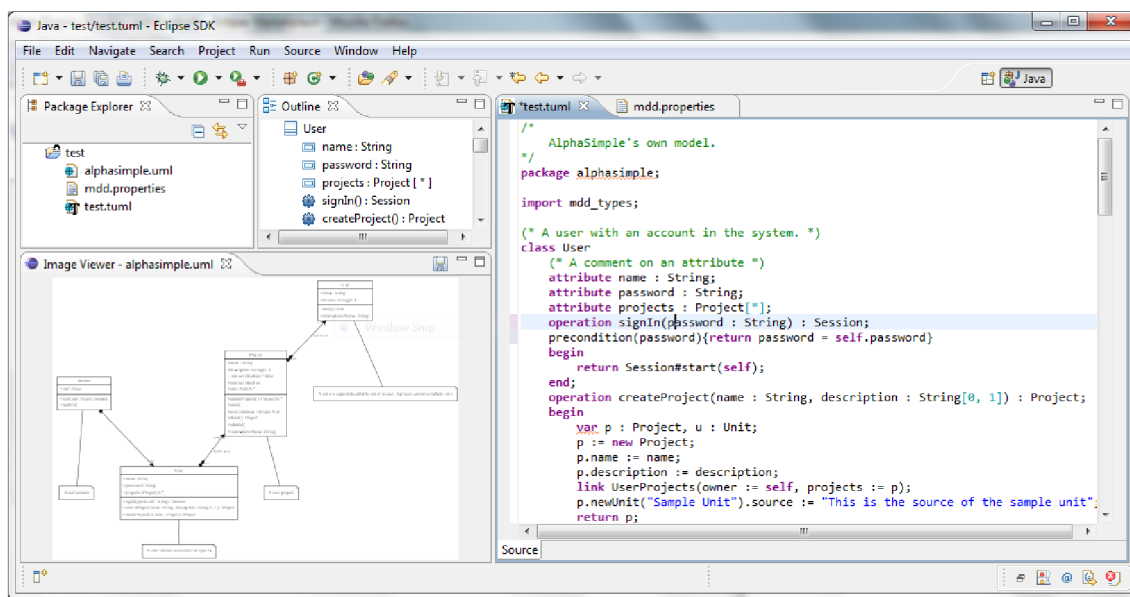 Java - test/test.tuml - Eclipse SDK
File Edit Navigate Search Project Run Source Window Help
Java
Package Explorer
test
alphasimple.uml
mdd.properties
test.tuml
Outline
User
name : String
password : String
projects : Project [ * ]
signIn() : Session
createProject() : Project
Image Viewer - alphasimple.uml
Window Snip
*test.tuml
mdd.properties
/*
AlphaSimple's own model.
*/
package alphasimple;
import mdd_types;
(* A user with an account in the system. *)
class User
(* A comment on an attribute *)
attribute name : String;
attribute password : String;
attribute projects : Project[*];
operation signIn(password : String) : Session;
precondition(password){return password = self.password}
begin
return Session#start(self);
end;
operation createProject(name : String, description : String[0, 1]) : Project;
begin
var p : Project, u : Unit;
p := new Project;
p.name := name;
p.description := description;
link UserProjects(owner := self, projects := p);
p.newUnit("Sample Unit").source := "This is the source of the sample unit";
return p;
Source